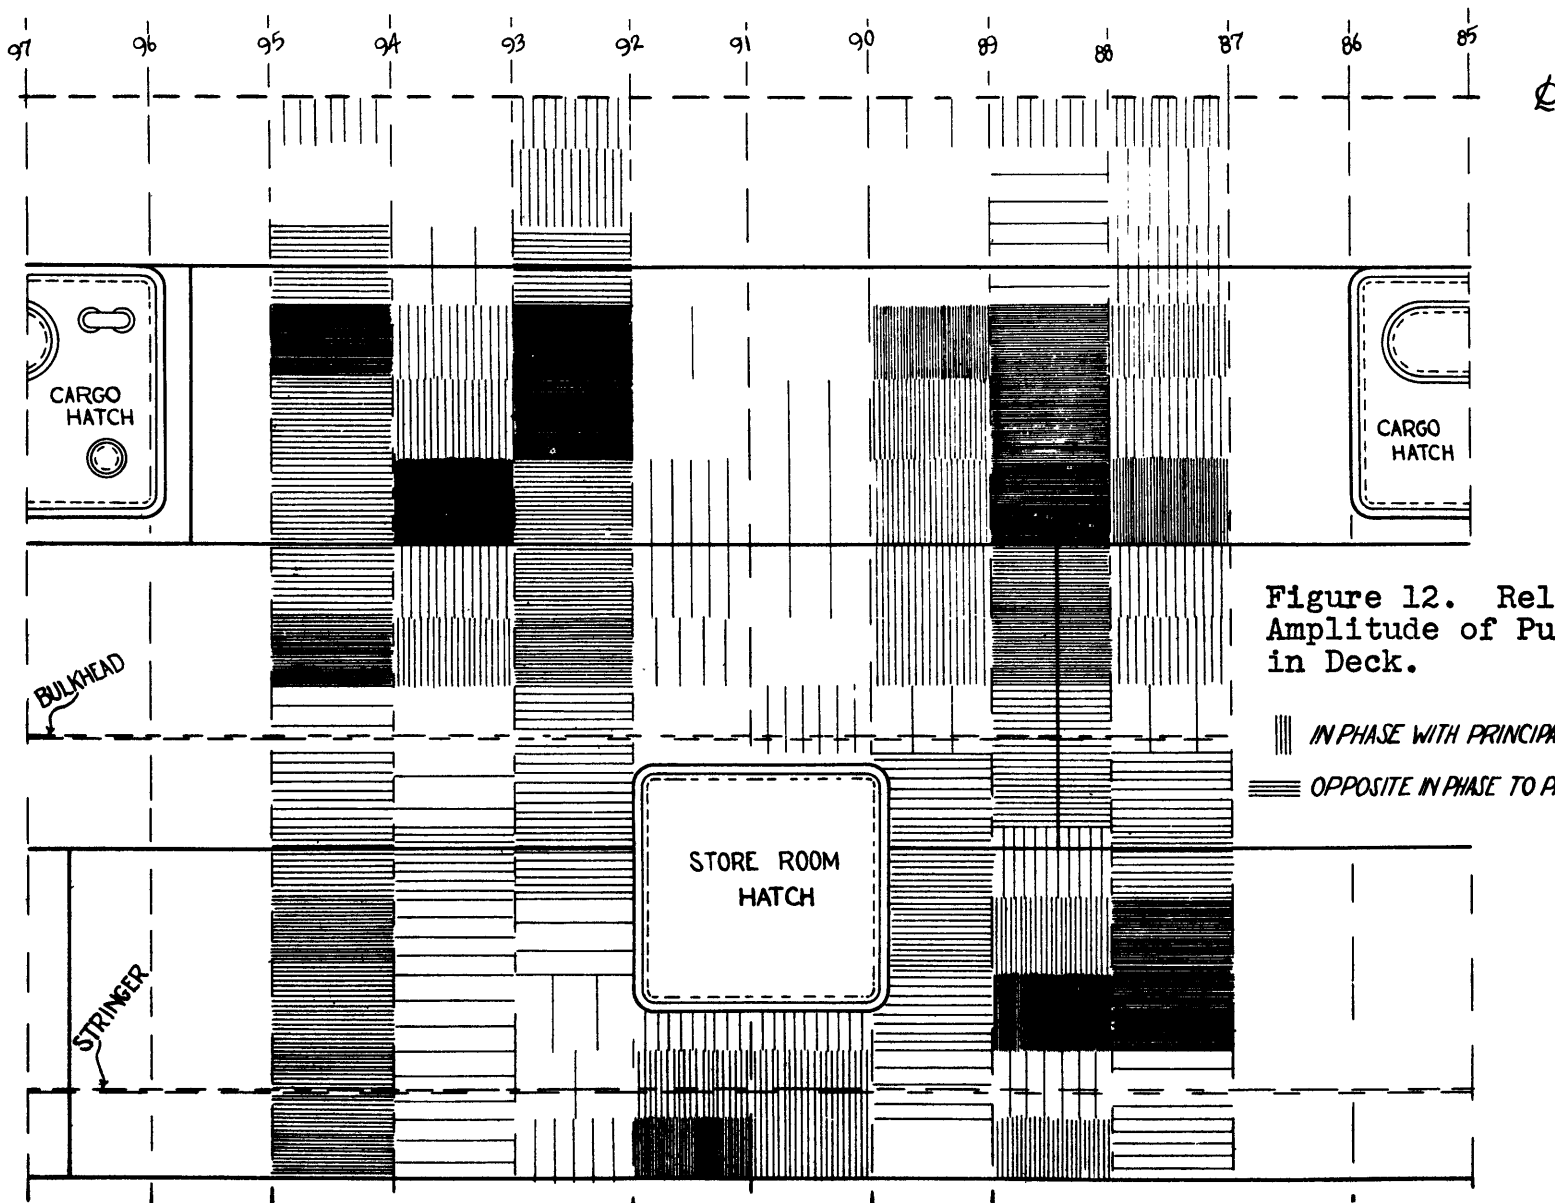 97 96 95 94 93 92 91 90 89 88 87 86 85
CARGO
HATCH
CARGO
HATCH
Figure 12. Rel
Amplitude of Pu
in Deck.
BULKHEAD
IN PHASE WITH PRINCIPA
OPPOSITE IN PHASE TO P
STORE ROOM
HATCH
STRINGER